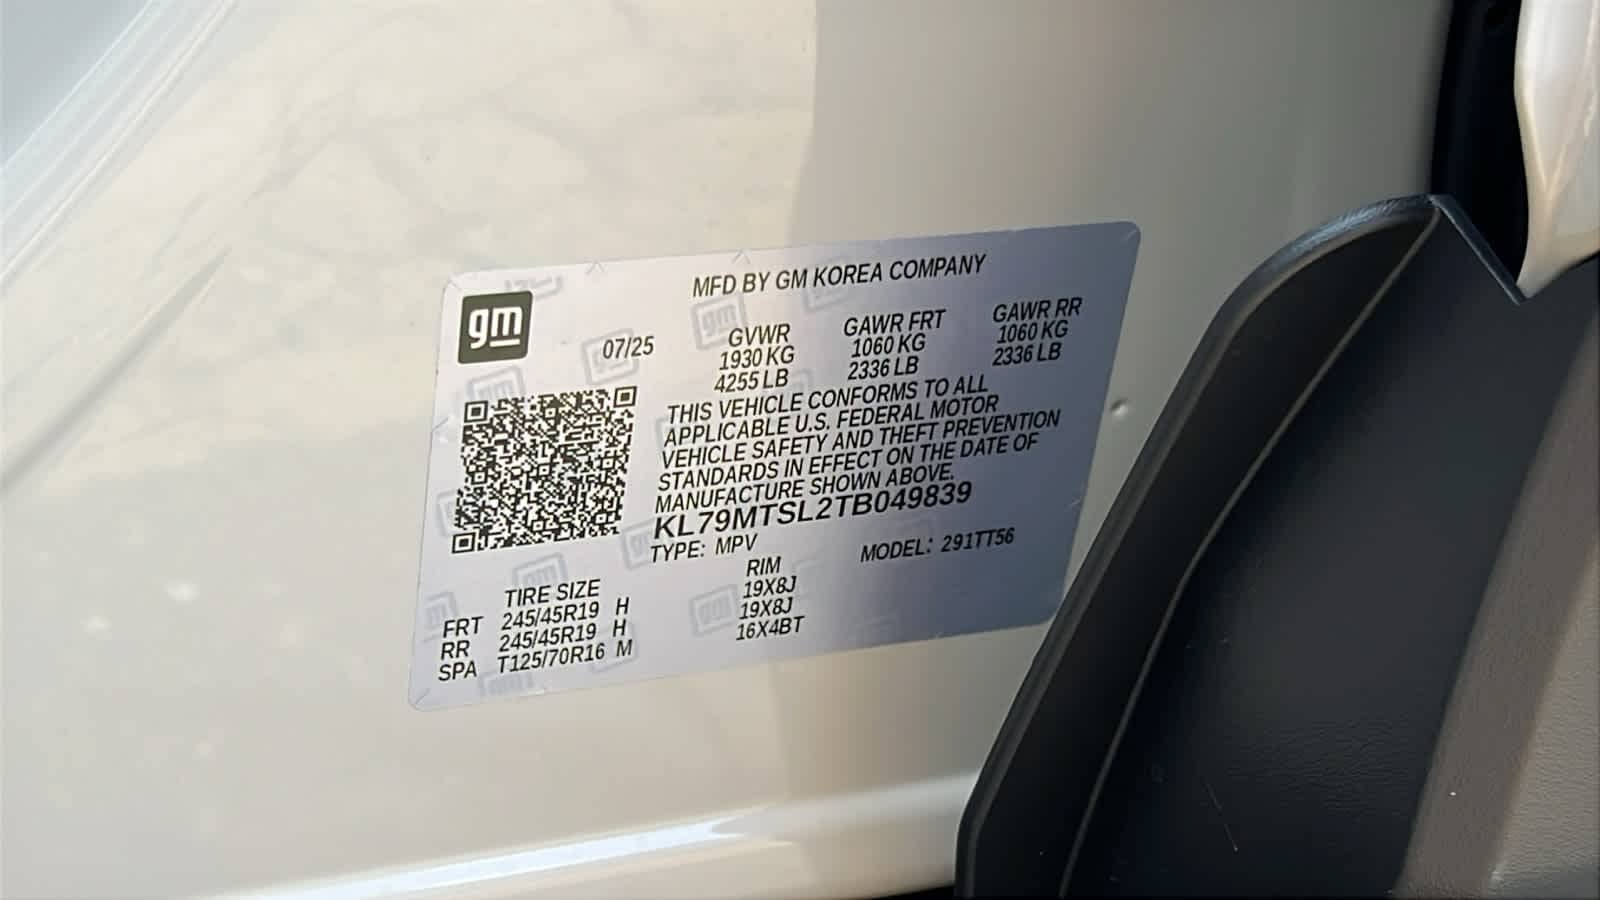 MFD BY GM KOREA COMPANY
gm
07/25
GVWR GAWR FRT GAWR RR
1930 KG 1060 KG 1060 KG
4255 LB 2336 LB 2336 LB
THIS VEHICLE CONFORMS TO ALL
APPLICABLE U.S. FEDERAL MOTOR
VEHICLE SAFETY AND THEFT PREVENTION
STANDARDS IN EFFECT ON THE DATE OF
MANUFACTURE SHOWN ABOVE.
KL79MTSL2TB049839
TYPE: MPV MODEL: 291TT56
TIRE SIZE RIM
FRT 245/45R19 H 19X8J
RR 245/45R19 H 19X8J
SPA T125/70R16 M 16X4BT